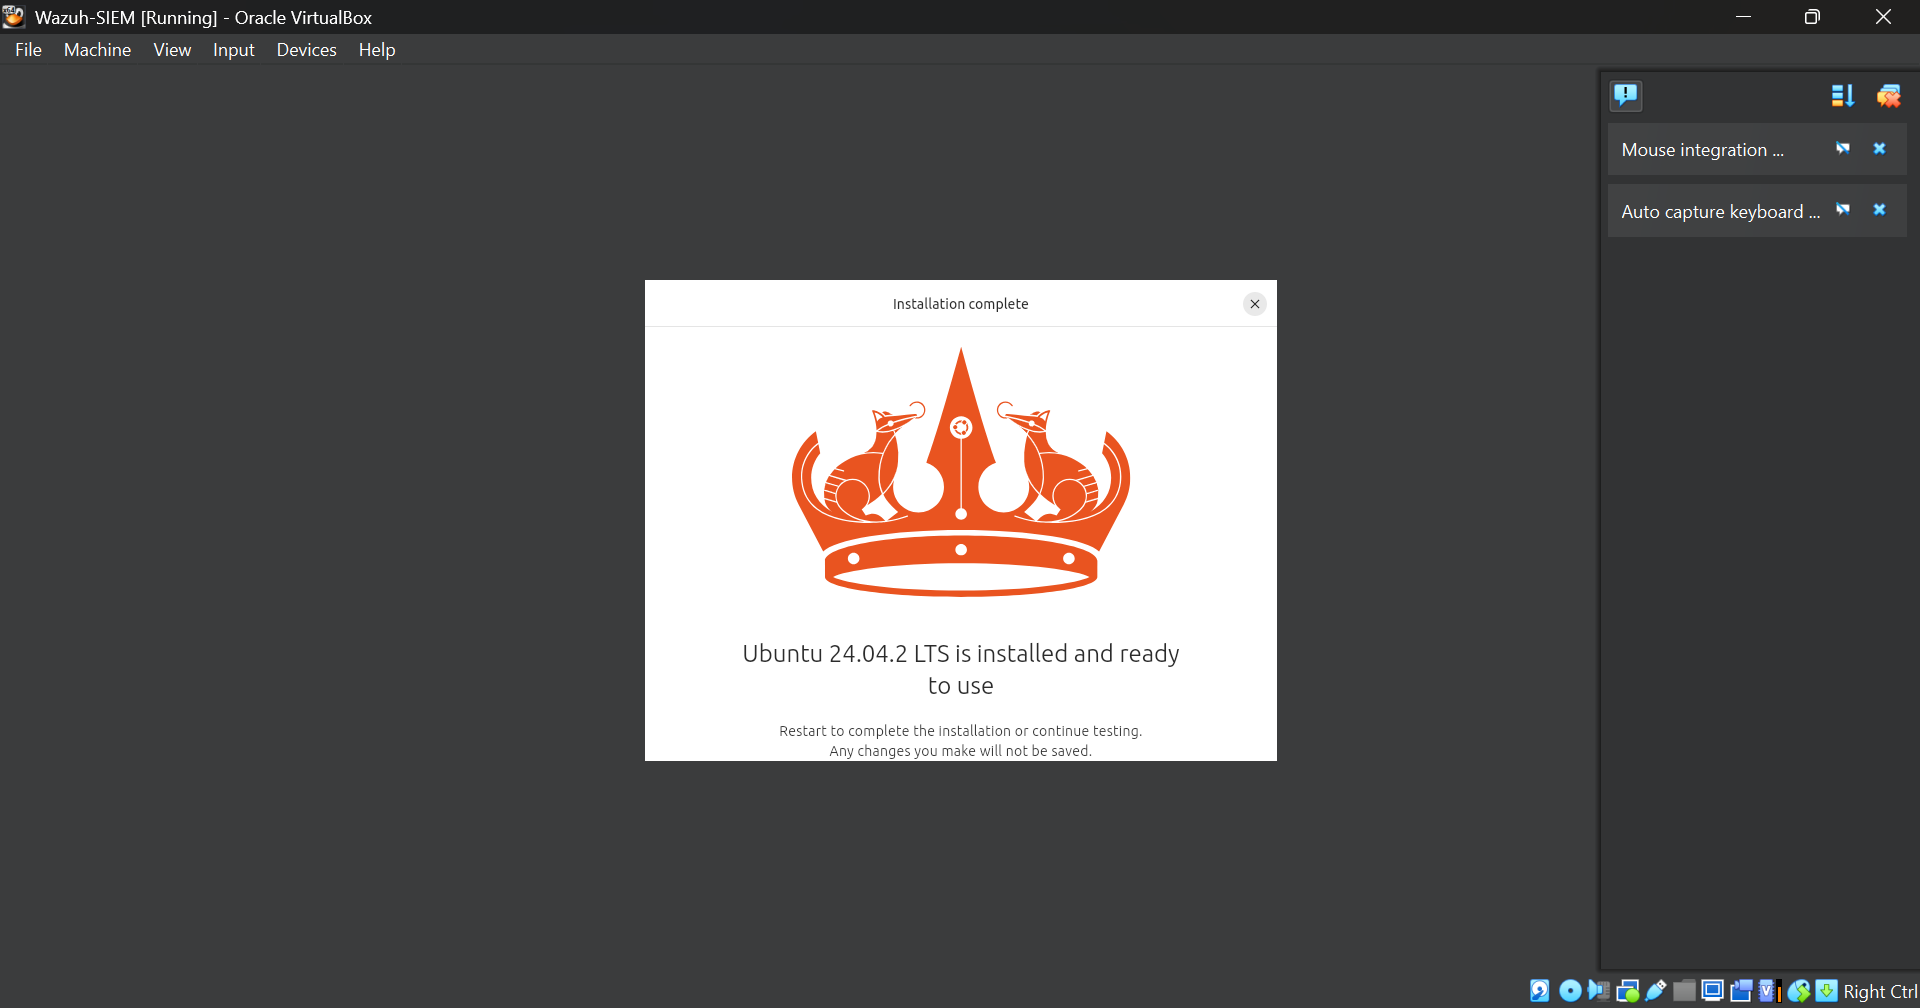 Wazuh-SIEM [Running] - Oracle VirtualBox
File Machine View Input Devices Help
Mouse integration ...
Auto capture keyboard ...
Installation complete
Ubuntu 24.04.2 LTS is installed and ready
to use
Restart to complete the installation or continue testing.
Any changes you make will not be saved.
Right Ctrl